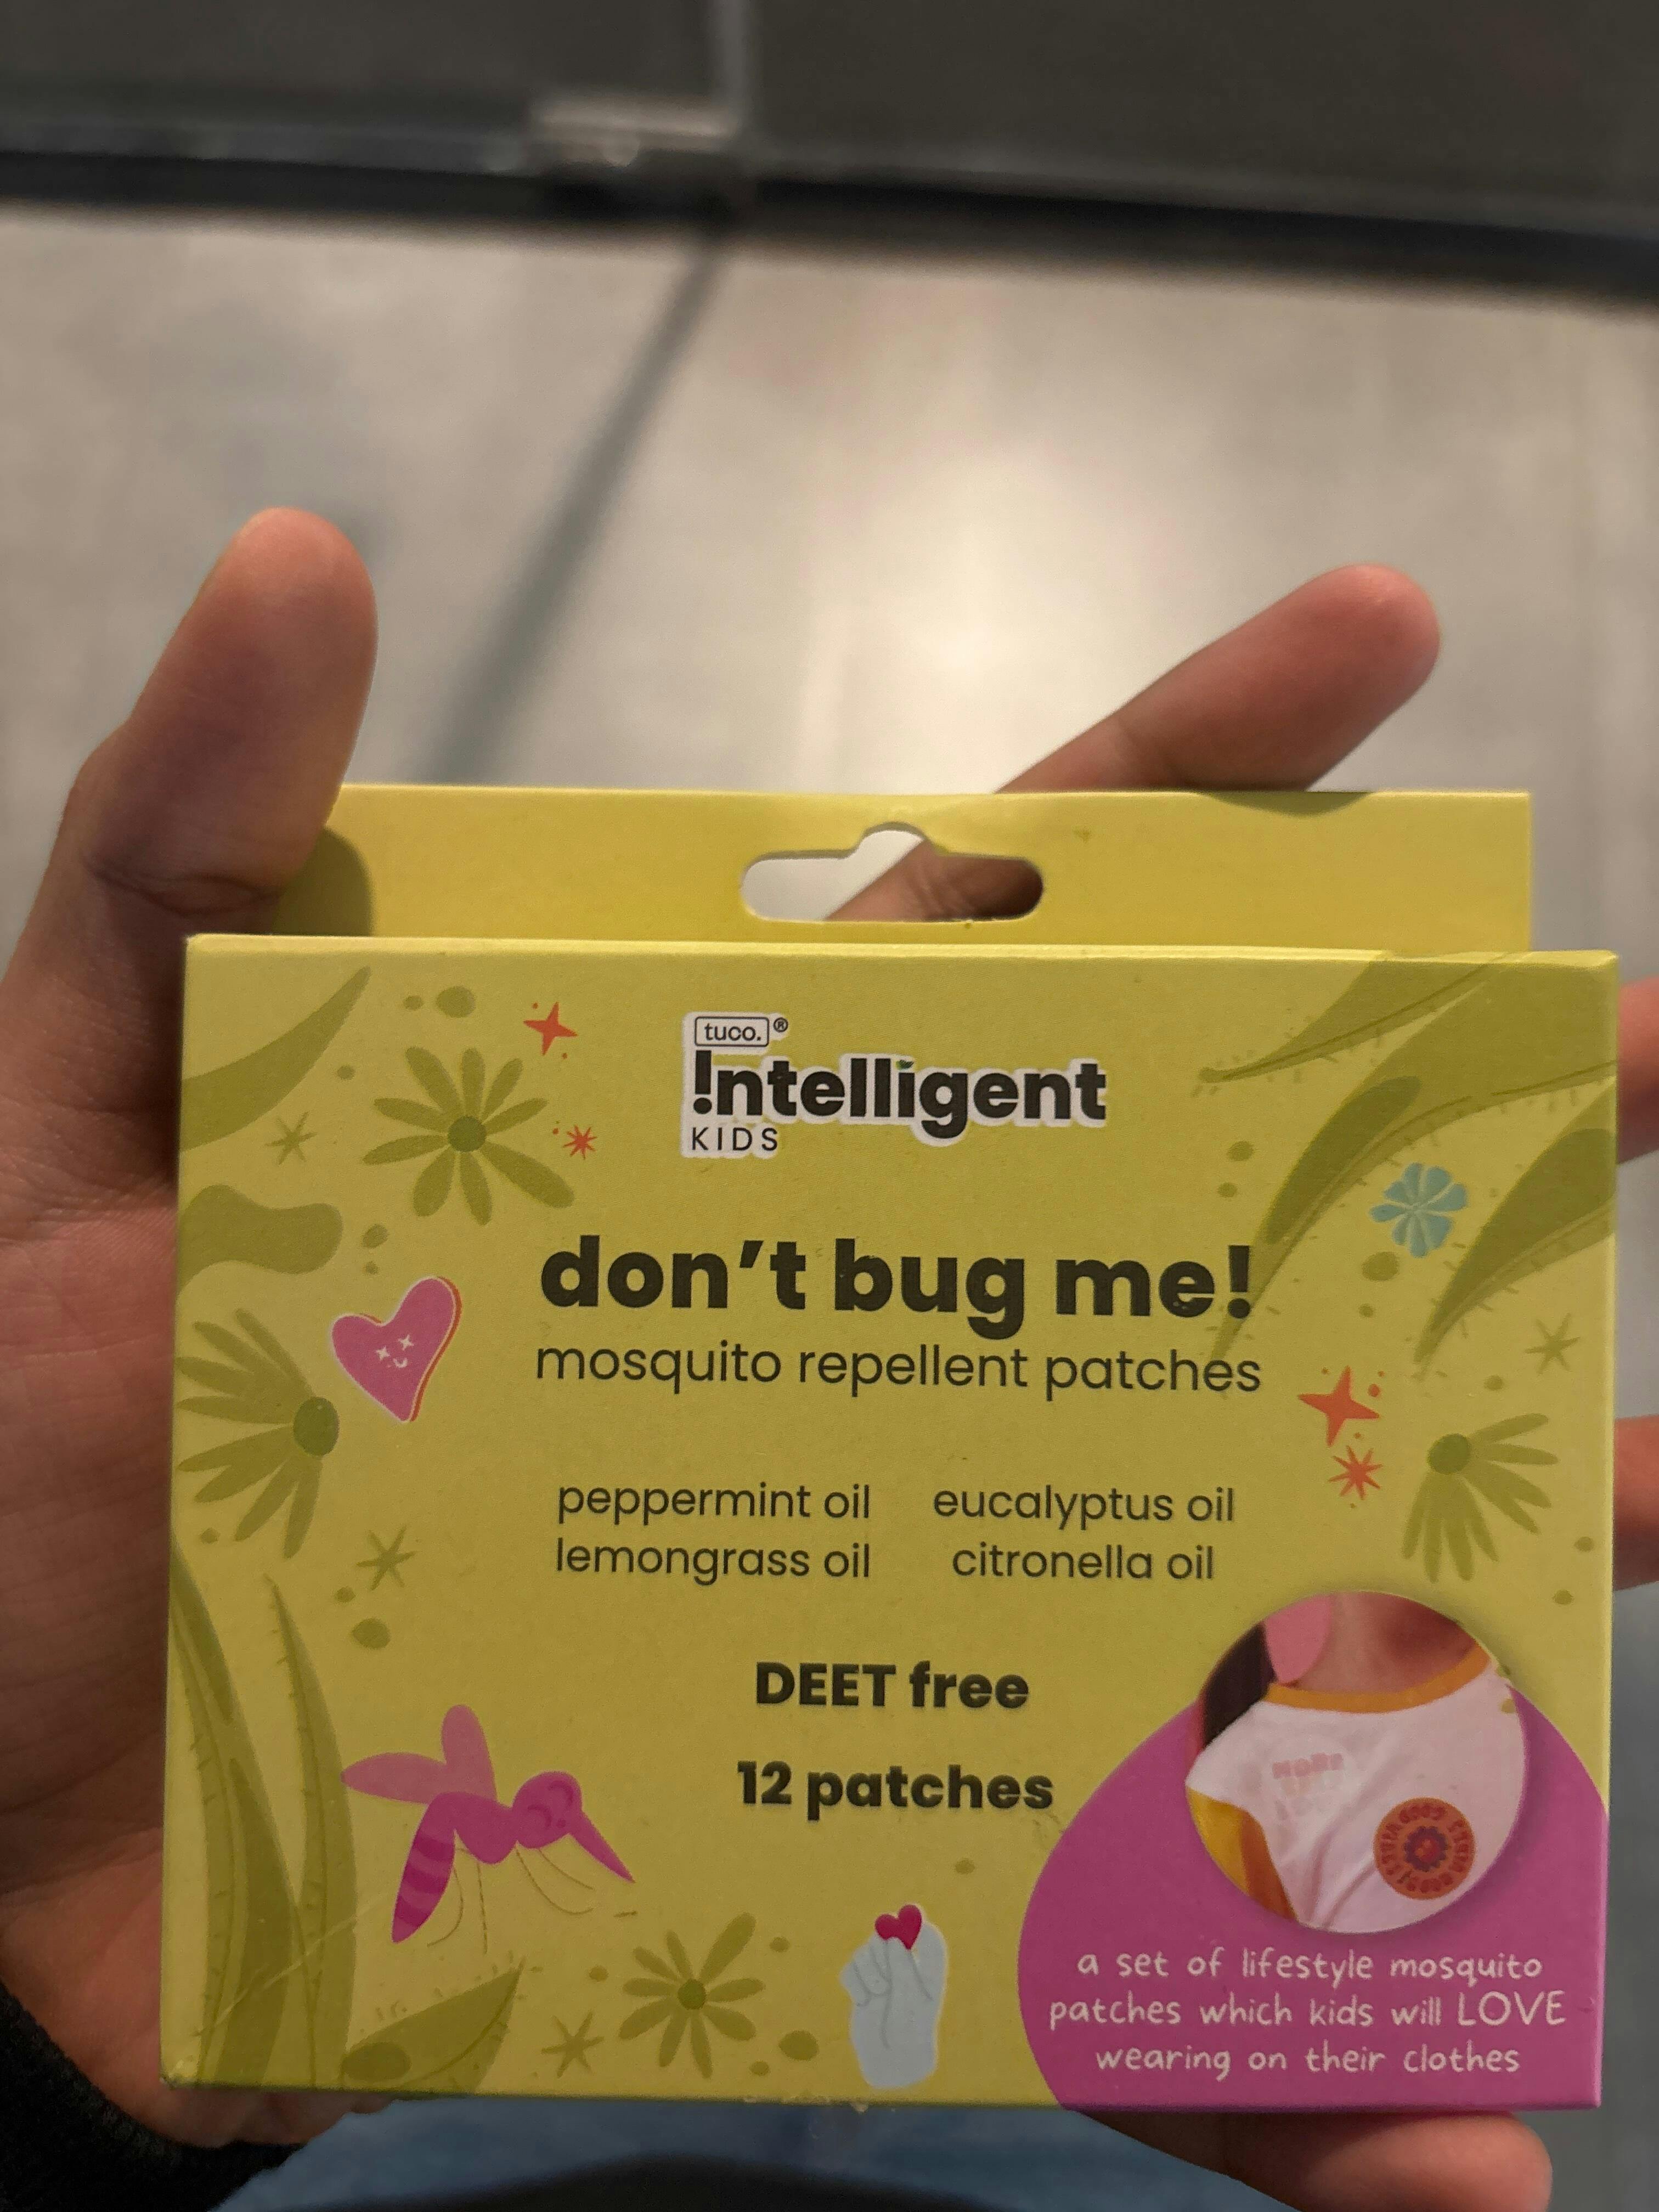 tuco.®
!ntelligent
KIDS
don't bug me!
mosquito repellent patches
peppermint oil eucalyptus oil
lemongrass oil citronella oil
DEET free
12 patches
a set of lifestyle mosquito
patches which kids will LOVE
wearing on their clothes